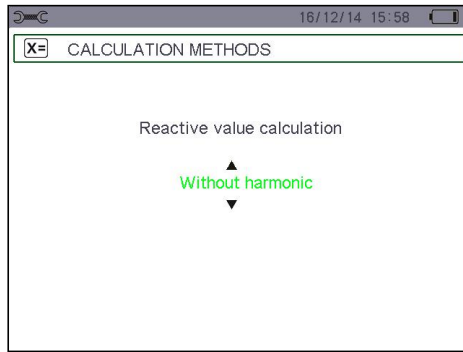 16/12/14 15:58
X= CALCULATION METHODS
Reactive value calculation
Without harmonic